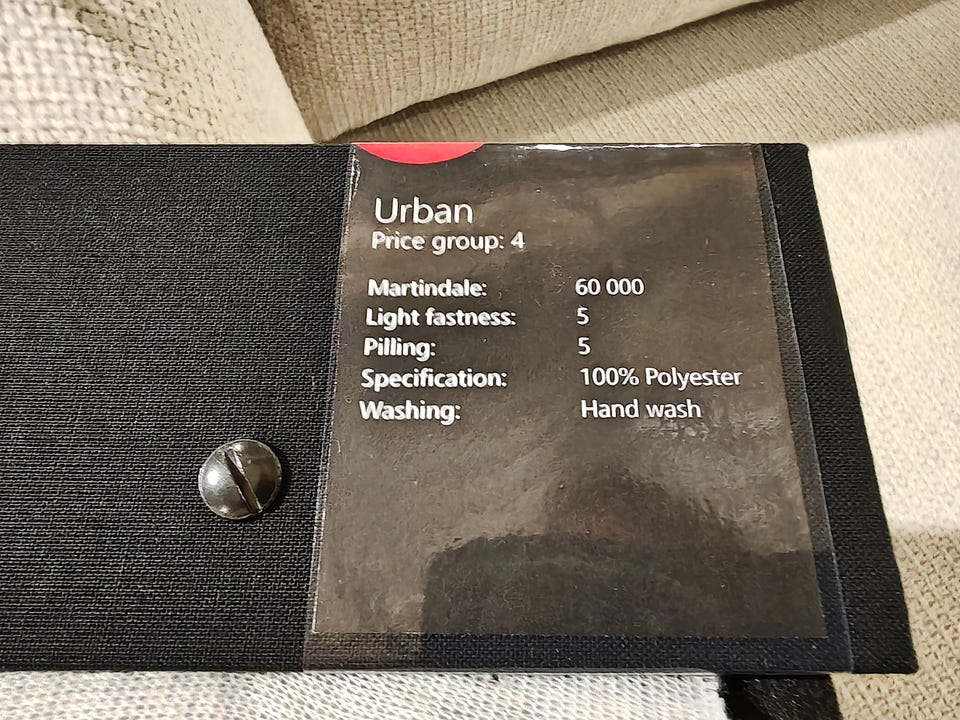 Urban
Price group: 4
Martindale: 60 000
Light fastness: 5
Pilling: 5
Specification: 100% Polyester
Washing: Hand wash